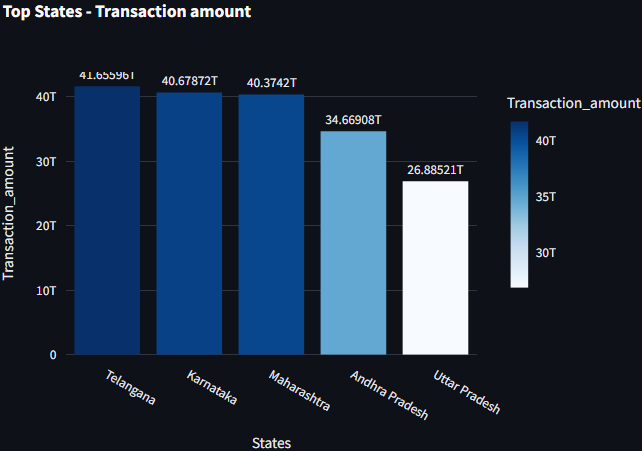 Top States - Transaction amount
41.65596T
40.67872T
40.3742T
34.66908T
26.88521T
40T
30T
20T
10T
0
Transaction_amount
Telangana
Karnataka
Maharashtra
Andhra Pradesh
Uttar Pradesh
States
Transaction_amount
40T
35T
30T